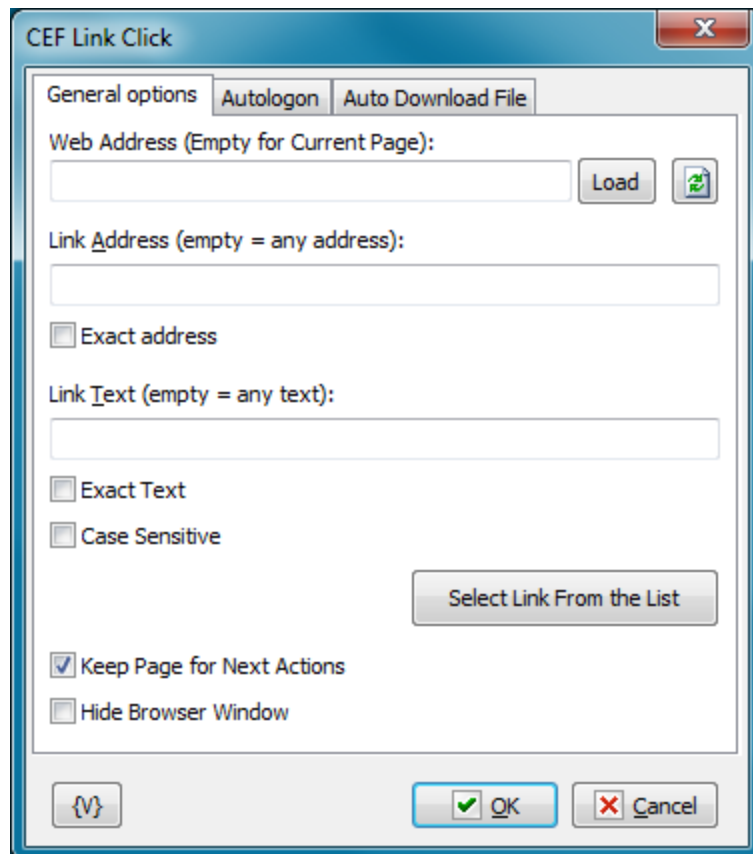 CEF Link Click
General options Autologon Auto Download File
Web Address (Empty for Current Page):
Load
Link Address (empty = any address):
Exact address
Link Text (empty = any text):
Exact Text
Case Sensitive
Select Link From the List
Keep Page for Next Actions
Hide Browser Window
{V} OK Cancel